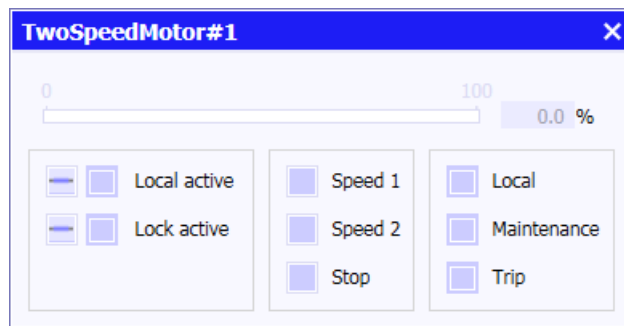 TwoSpeedMotor#1
0 100
0.0 %
Local active
Lock active
Speed 1
Speed 2
Stop
Local
Maintenance
Trip